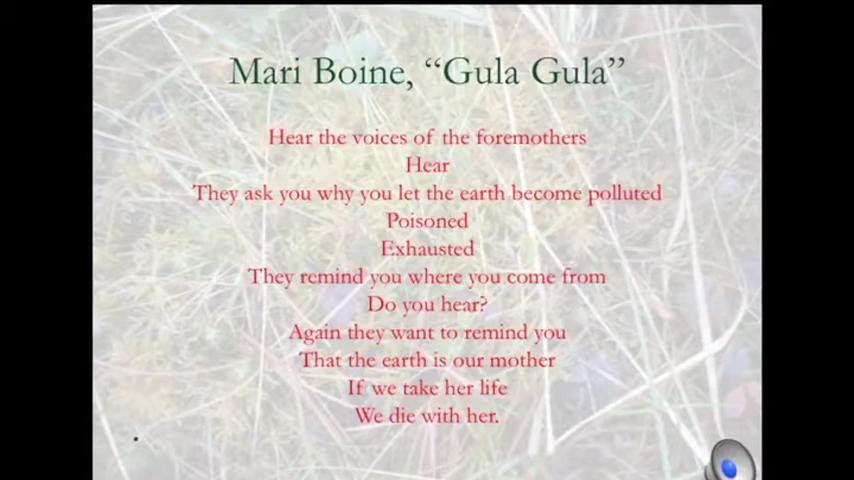 Mari Boine, “Gula Gula”
Hear the voices of the foremothers
Hear
They ask you why you let the earth become polluted
Poisoned
Exhausted
They remind you where you come from
Do you hear?
Again they want to remind you
That the earth is our mother
If we take her life
We die with her.